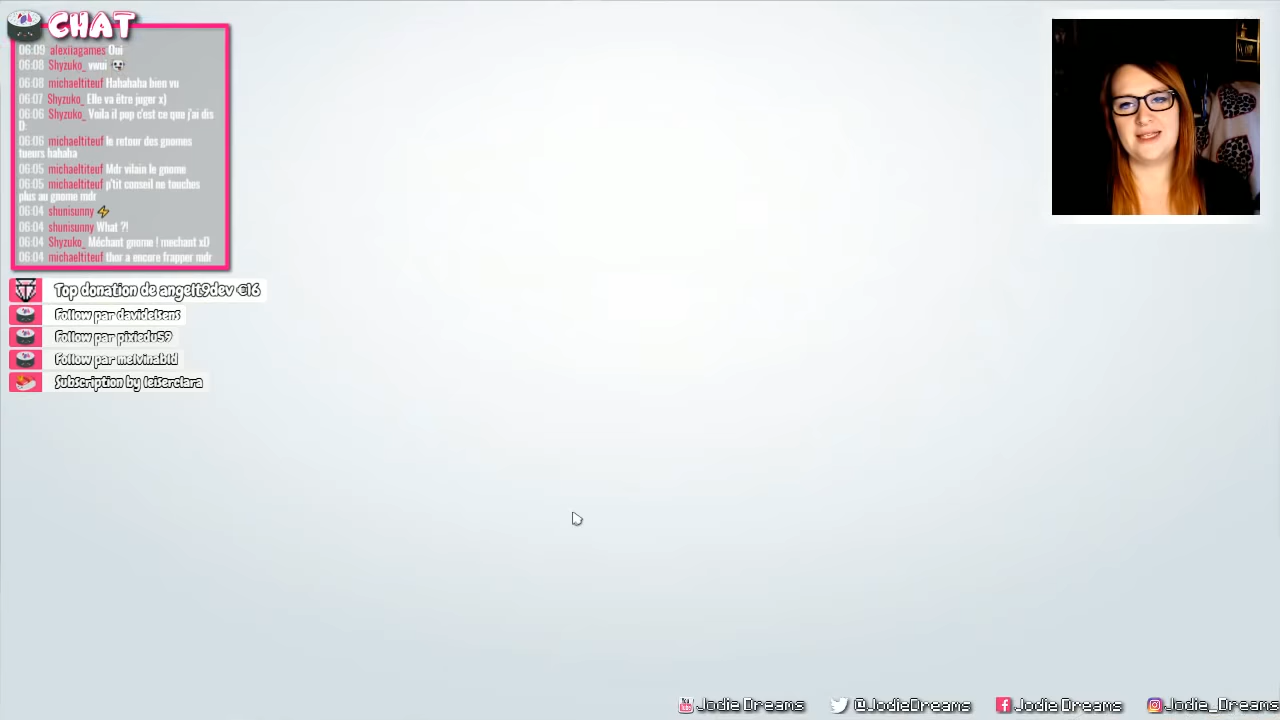 CHAT
06:09 alexiiagames Oui
06:08 Shyzuko_ vwui
06:08 michaeltiteuf Hahahaha bien vu
06:07 Shyzuko_ Elle va être juger x)
06:06 Shyzuko_ Voila il pop c'est ce qun j'ai dis
D:
06:06 michaeltiteuf le retour des gnomes
tueurs hahaha
06:05 michaeltiteuf Mdr vilain le gnome
06:05 michaeltiteuf p'tit conseil ne touches
plus au gnome mdr
06:04 shunisunny
06:04 shunisunny What ?!
06:04 Shyzuko_ Méchant gnome ! mechant xD
06:04 michaeltiteuf thor a encore frapper mdr
Top donation de angelt9dev €16
Follow par davidelsens
Follow par pixiedu59
Follow par melvinabld
Subscription by leiserclara
Jodie Dreams @JodieDreams Jodie Dreams Jodie_Dreams